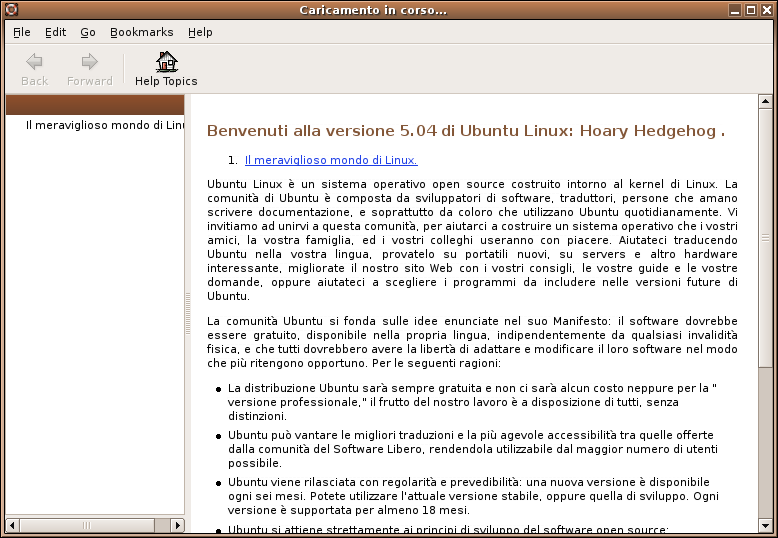 Caricamento in corso...
File Edit Go Bookmarks Help
Back Forward Help Topics
Il meraviglioso mondo di Linu
Benvenuti alla versione 5.04 di Ubuntu Linux: Hoary Hedgehog .
1. Il meraviglioso mondo di Linux.
Ubuntu Linux è un sistema operativo open source costruito intorno al kernel di Linux. La
comunità di Ubuntu è composta da sviluppatori di software, traduttori, persone che amano
scrivere documentazione, e soprattutto da coloro che utilizzano Ubuntu quotidianamente. Vi
invitiamo ad unirvi a questa comunità, per aiutarci a costruire un sistema operativo che i vostri
amici, la vostra famiglia, ed i vostri colleghi useranno con piacere. Aiutateci traducendo
Ubuntu nella vostra lingua, provatelo su portatili nuovi, su servers e altro hardware
interessante, migliorate il nostro sito Web con i vostri consigli, le vostre guide e le vostre
domande, oppure aiutateci a scegliere i programmi da includere nelle versioni future di
Ubuntu.
La comunità Ubuntu si fonda sulle idee enunciate nel suo Manifesto: il software dovrebbe
essere gratuito, disponibile nella propria lingua, indipendentemente da qualsiasi invalidità
fisica, e che tutti dovrebbero avere la libertà di adattare e modificare il loro software nel modo
che più ritengono opportuno. Per le seguenti ragioni:
● La distribuzione Ubuntu sarà sempre gratuita e non ci sarà alcun costo neppure per la "
versione professionale," il frutto del nostro lavoro è a disposizione di tutti, senza
distinzioni.
● Ubuntu può vantare le migliori traduzioni e la più agevole accessibilità tra quelle offerte
dalla comunità del Software Libero, rendendola utilizzabile dal maggior numero di utenti
possibile.
● Ubuntu viene rilasciata con regolarità e prevedibilità: una nuova versione è disponibile
ogni sei mesi. Potete utilizzare l'attuale versione stabile, oppure quella di sviluppo. Ogni
versione è supportata per almeno 18 mesi.
● Ubuntu si attiene strettamente ai principi di sviluppo del software open source: